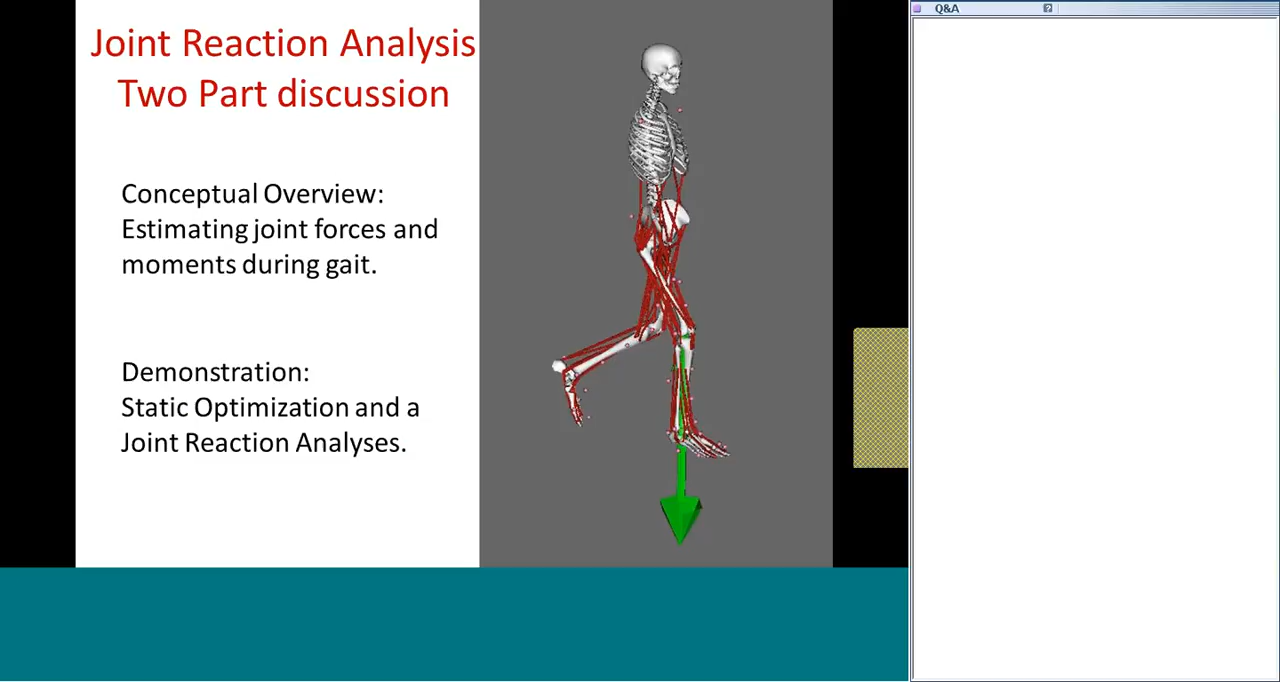 Joint Reaction Analysis
Two Part discussion
Conceptual Overview:
Estimating joint forces and
moments during gait.
Demonstration:
Static Optimization and a
Joint Reaction Analyses.
Q&A
?